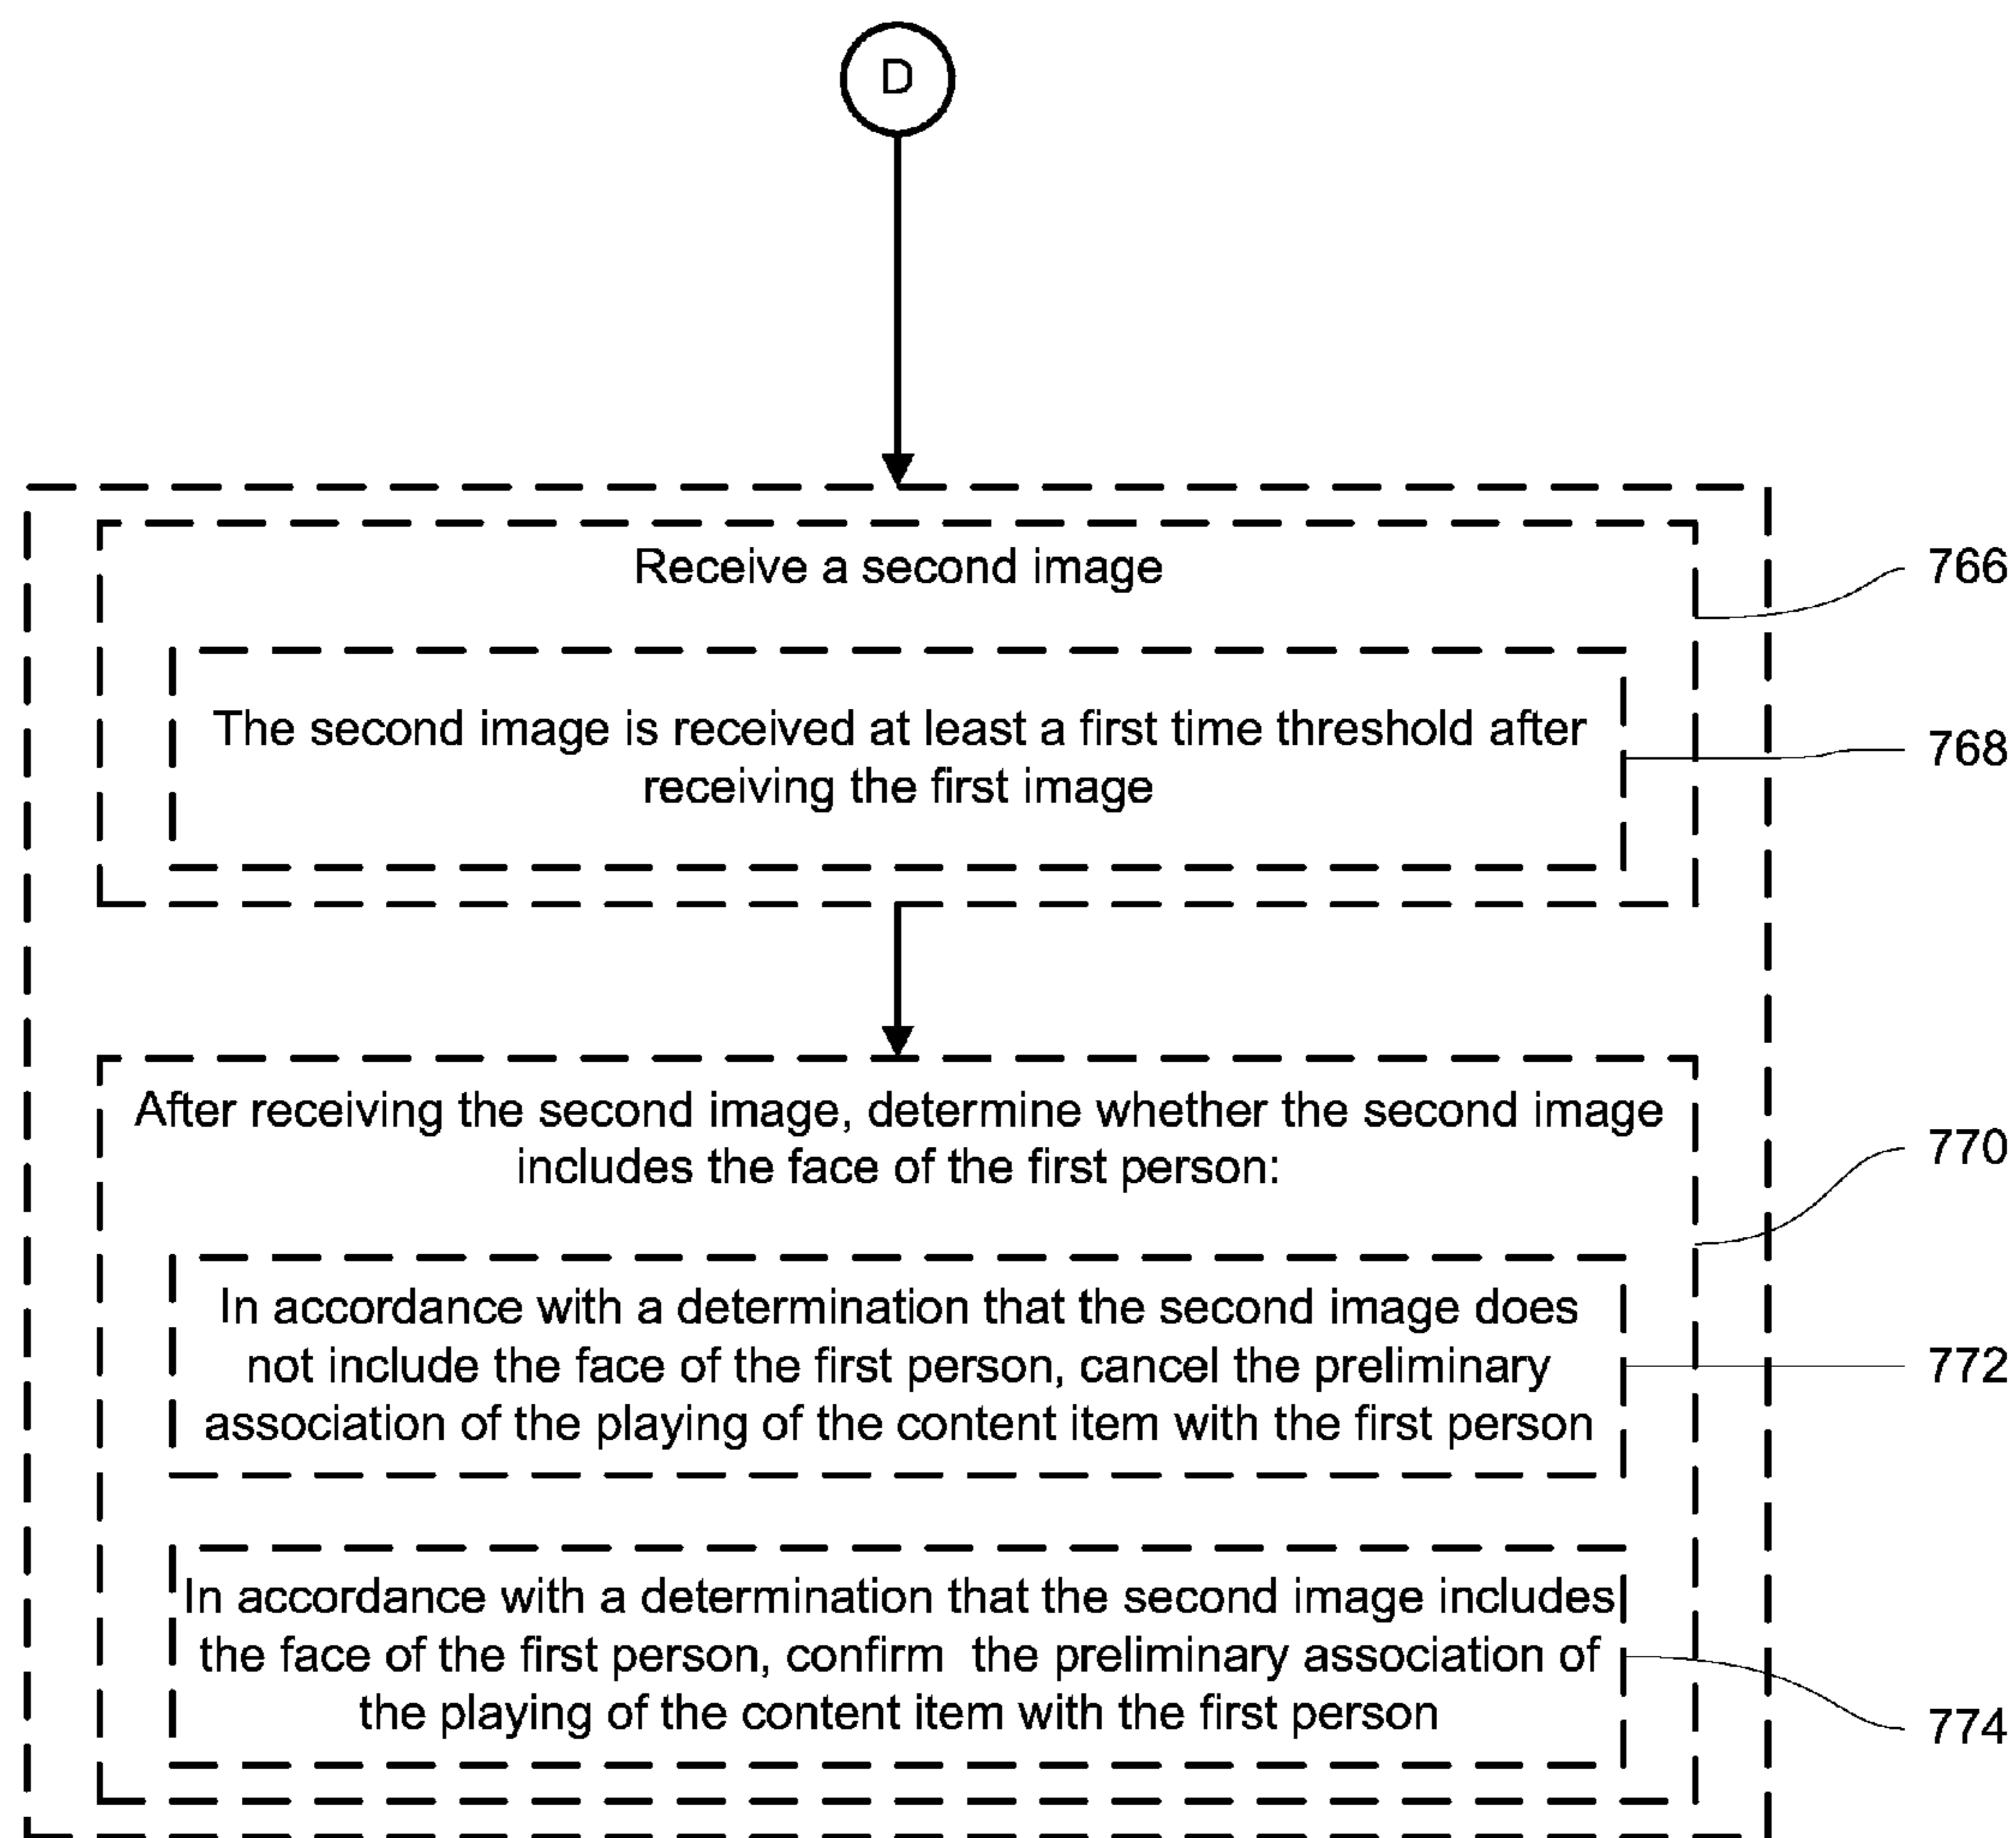 D
Receive a second image
766
The second image is received at least a first time threshold after
receiving the first image
768
After receiving the second image, determine whether the second image
includes the face of the first person:
770
In accordance with a determination that the second image does
not include the face of the first person, cancel the preliminary
association of the playing of the content item with the first person
772
In accordance with a determination that the second image includes
the face of the first person, confirm  the preliminary association of
the playing of the content item with the first person
774